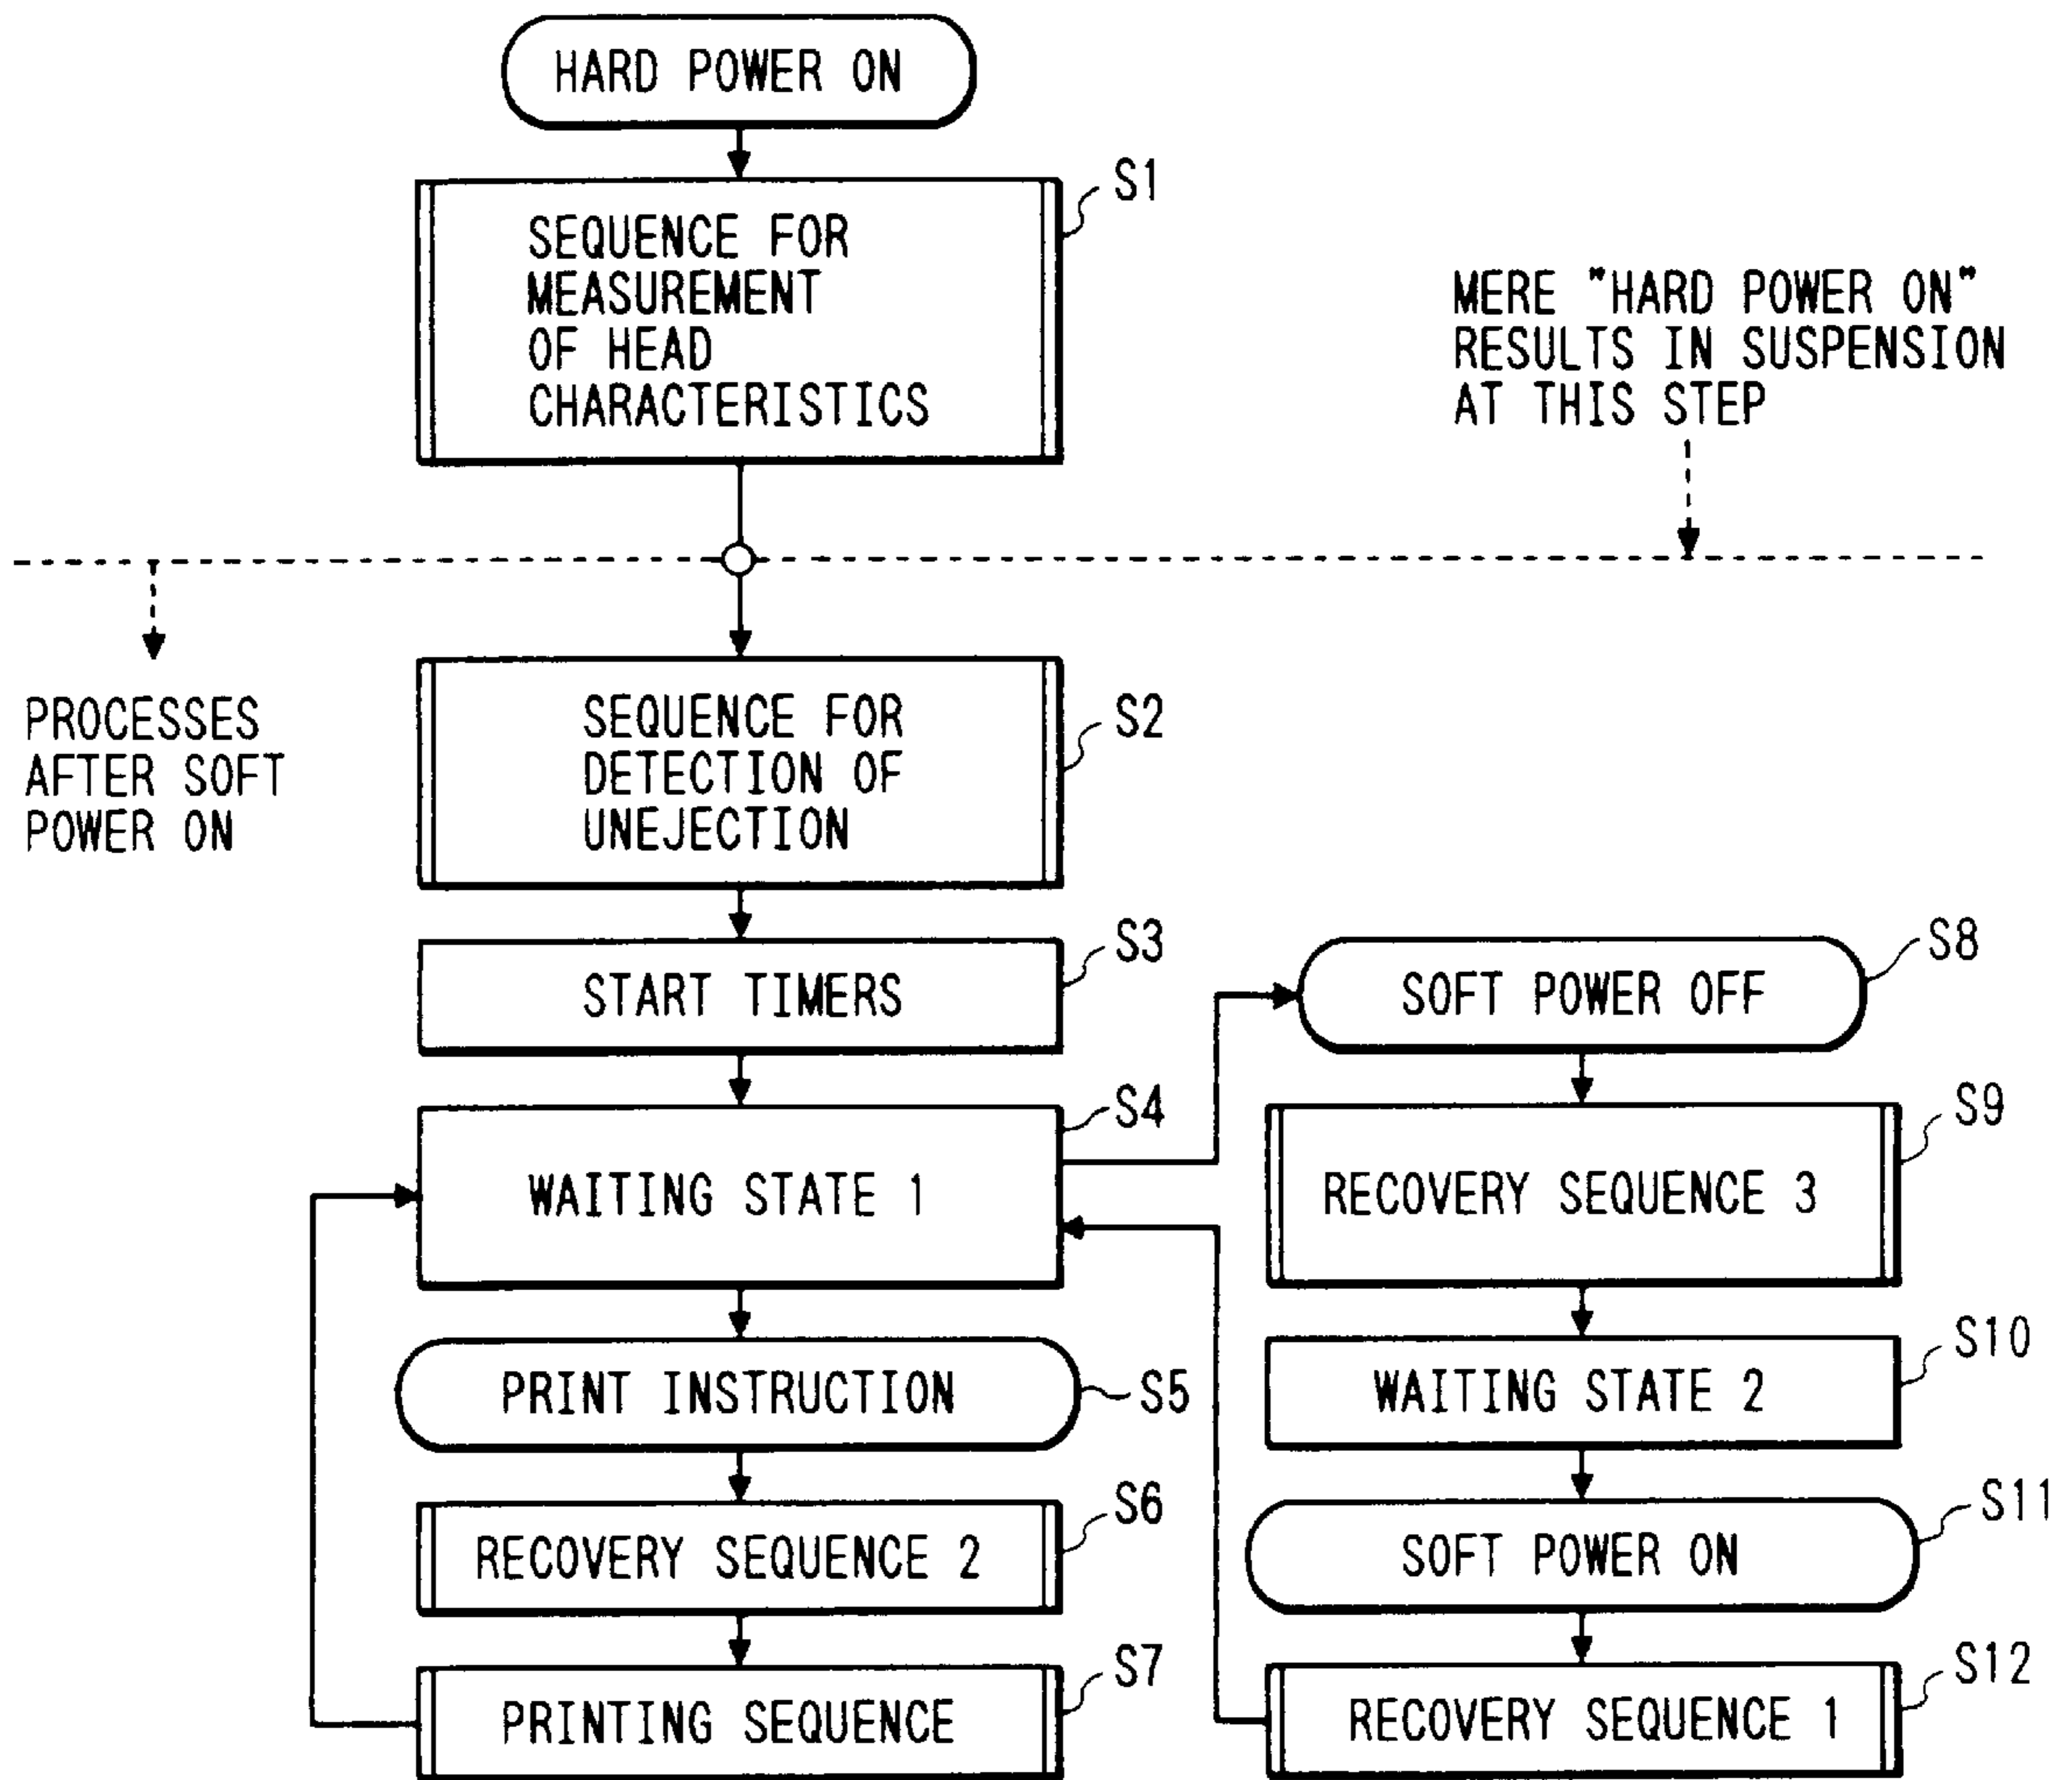 HARD POWER ON
S1
SEQUENCE FOR
MEASUREMENT
OF HEAD
CHARACTERISTICS
MERE "HARD POWER ON"
RESULTS IN SUSPENSION
AT THIS STEP
PROCESSES
AFTER SOFT
POWER ON
S2
SEQUENCE FOR
DETECTION OF
UNEJECTION
S3
START TIMERS
S4
WAITING STATE 1
PRINT INSTRUCTION
S5
S6
RECOVERY SEQUENCE 2
S7
PRINTING SEQUENCE
S8
SOFT POWER OFF
S9
RECOVERY SEQUENCE 3
S10
WAITING STATE 2
S11
SOFT POWER ON
S12
RECOVERY SEQUENCE 1